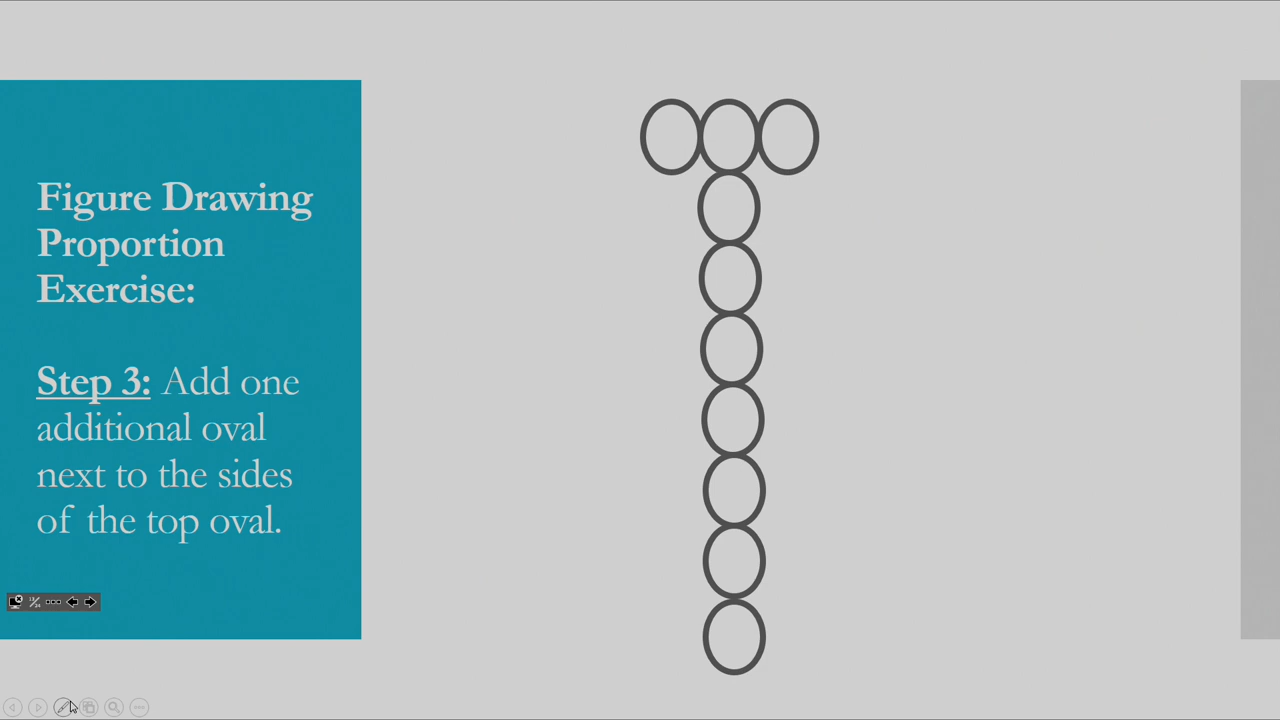 Figure Drawing
Proportion
Exercise:
Step 3: Add one
additional oval
next to the sides
of the top oval.